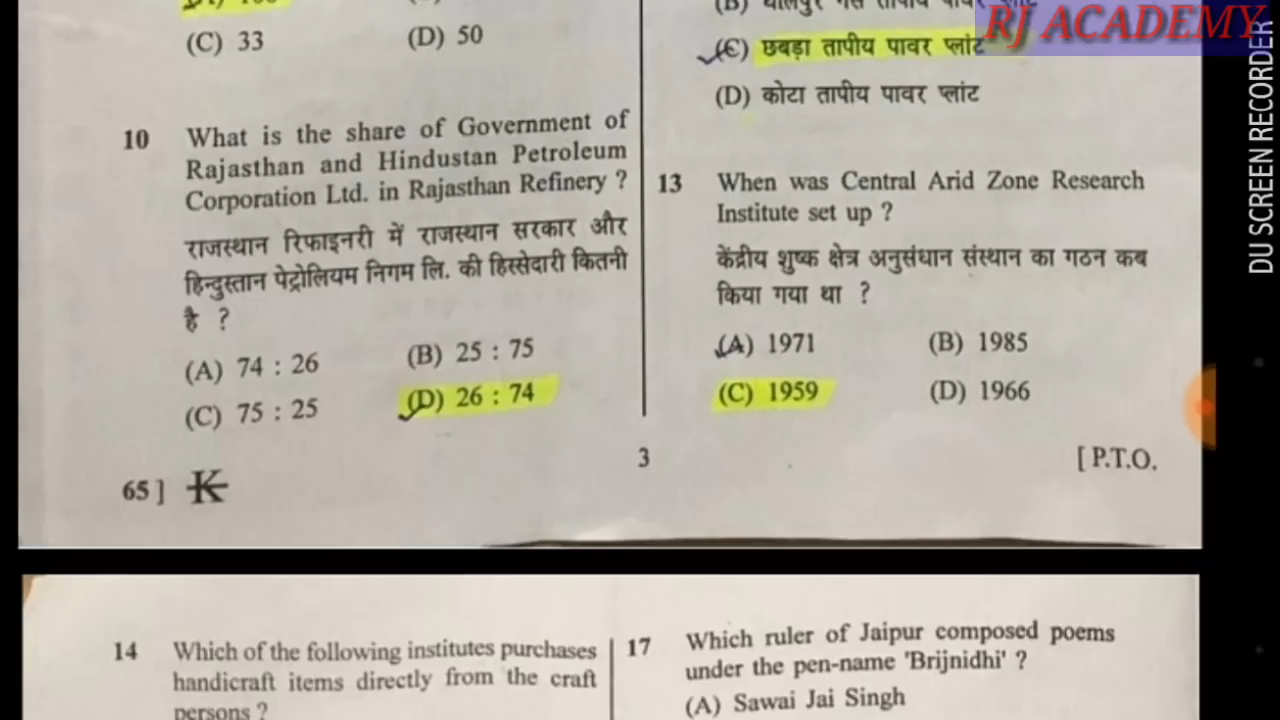 (C) 33 (D) 50
10 What is the share of Government of
Rajasthan and Hindustan Petroleum
Corporation Ltd. in Rajasthan Refinery ?
राजस्थान रिफाइनरी में राजस्थान सरकार और
हिन्दुस्तान पेट्रोलियम निगम लि. की हिस्सेदारी कितनी
है ?
(A) 74 : 26 (B) 25 : 75
(C) 75 : 25 (D) 26 : 74
65 ] K
RJ ACADEMY
(C) छबड़ा तापीय पावर प्लांट
(D) कोटा तापीय पावर प्लांट
13 When was Central Arid Zone Research
Institute set up ?
केंद्रीय शुष्क क्षेत्र अनुसंधान संस्थान का गठन कब
किया गया था ?
(A) 1971 (B) 1985
(C) 1959 (D) 1966
3
[ P.T.O.
14 Which of the following institutes purchases
handicraft items directly from the craft
persons ?
17 Which ruler of Jaipur composed poems
under the pen-name 'Brijnidhi' ?
(A) Sawai Jai Singh
DU SCREEN RECORDER